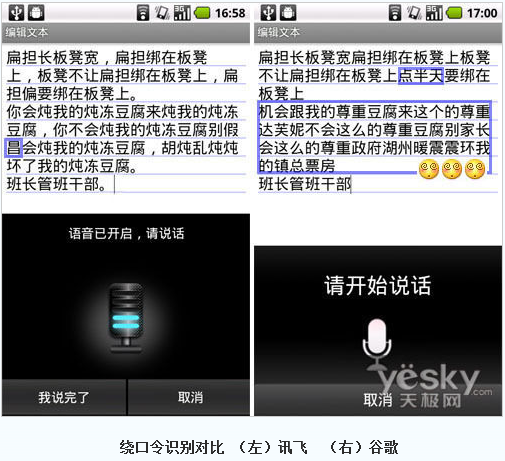 16:58
编辑文本
扁担长板凳宽，扁担绑在板凳
上，板凳不让扁担绑在板凳上，扁
担偏要绑在板凳上。
你会炖我的炖冻豆腐来炖我的炖冻
豆腐，你不会炖我的炖冻豆腐别假
昌会炖我的炖冻豆腐，胡炖乱炖炖
坏了我的炖冻豆腐。
班长管班干部。
语音已开启，请说话
我说完了
取消
3G
17:00
编辑文本
扁担长板凳宽扁担绑在板凳上板凳
不让扁担绑在板凳上点半天要绑在
板凳上
机会跟我的尊重豆腐来这个的尊重
达芙妮不会这么的尊重豆腐别家长
会这么的尊重政府湖州暖震震环我
的镇总票房
班长管班干部
请开始说话
取消
yesky
天极网
绕口令识别对比 （左）讯飞 （右）谷歌